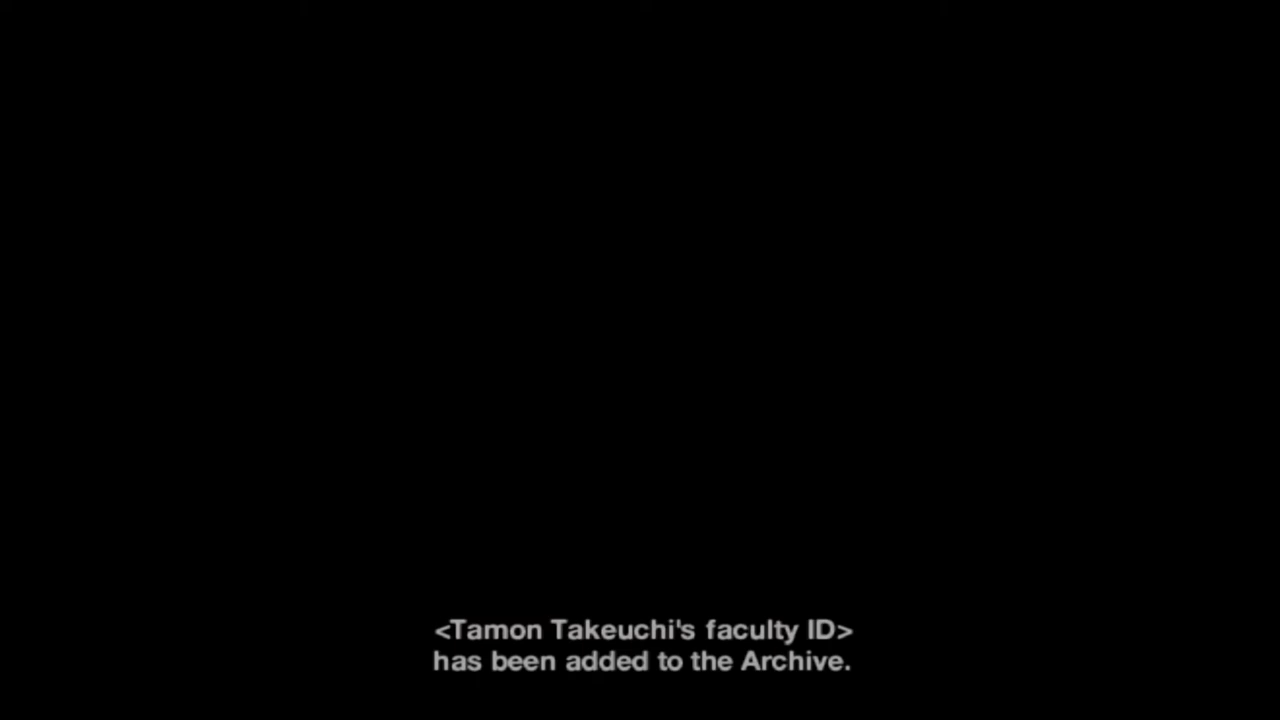 <Tamon Takeuchi's faculty ID>
has been added to the Archive.